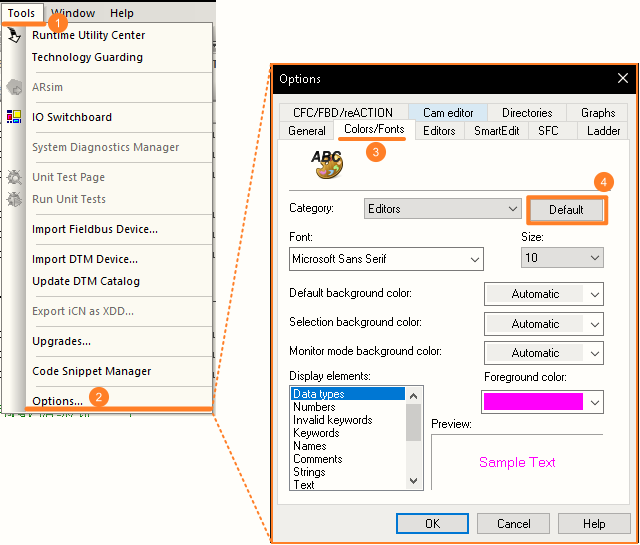 Tools Window Help
1
Runtime Utility Center
Technology Guarding
ARsim
IO Switchboard
System Diagnostics Manager
Unit Test Page
Run Unit Tests
Import Fieldbus Device...
Import DTM Device...
Update DTM Catalog
Export iCN as XDD...
Upgrades...
Code Snippet Manager
Options... 2
Options
CFC/FBD/reACTION Cam editor Directories Graphs
General Colors/Fonts Editors SmartEdit SFC Ladder
3
ABC
4
Category: Editors Default
Font: Size:
Microsoft Sans Serif 10
Default background color: Automatic
Selection background color: Automatic
Monitor mode background color: Automatic
Display elements: Foreground color:
Data types
Numbers
Invalid keywords
Keywords
Names
Comments
Strings
Text
Preview:
Sample Text
OK Cancel Help